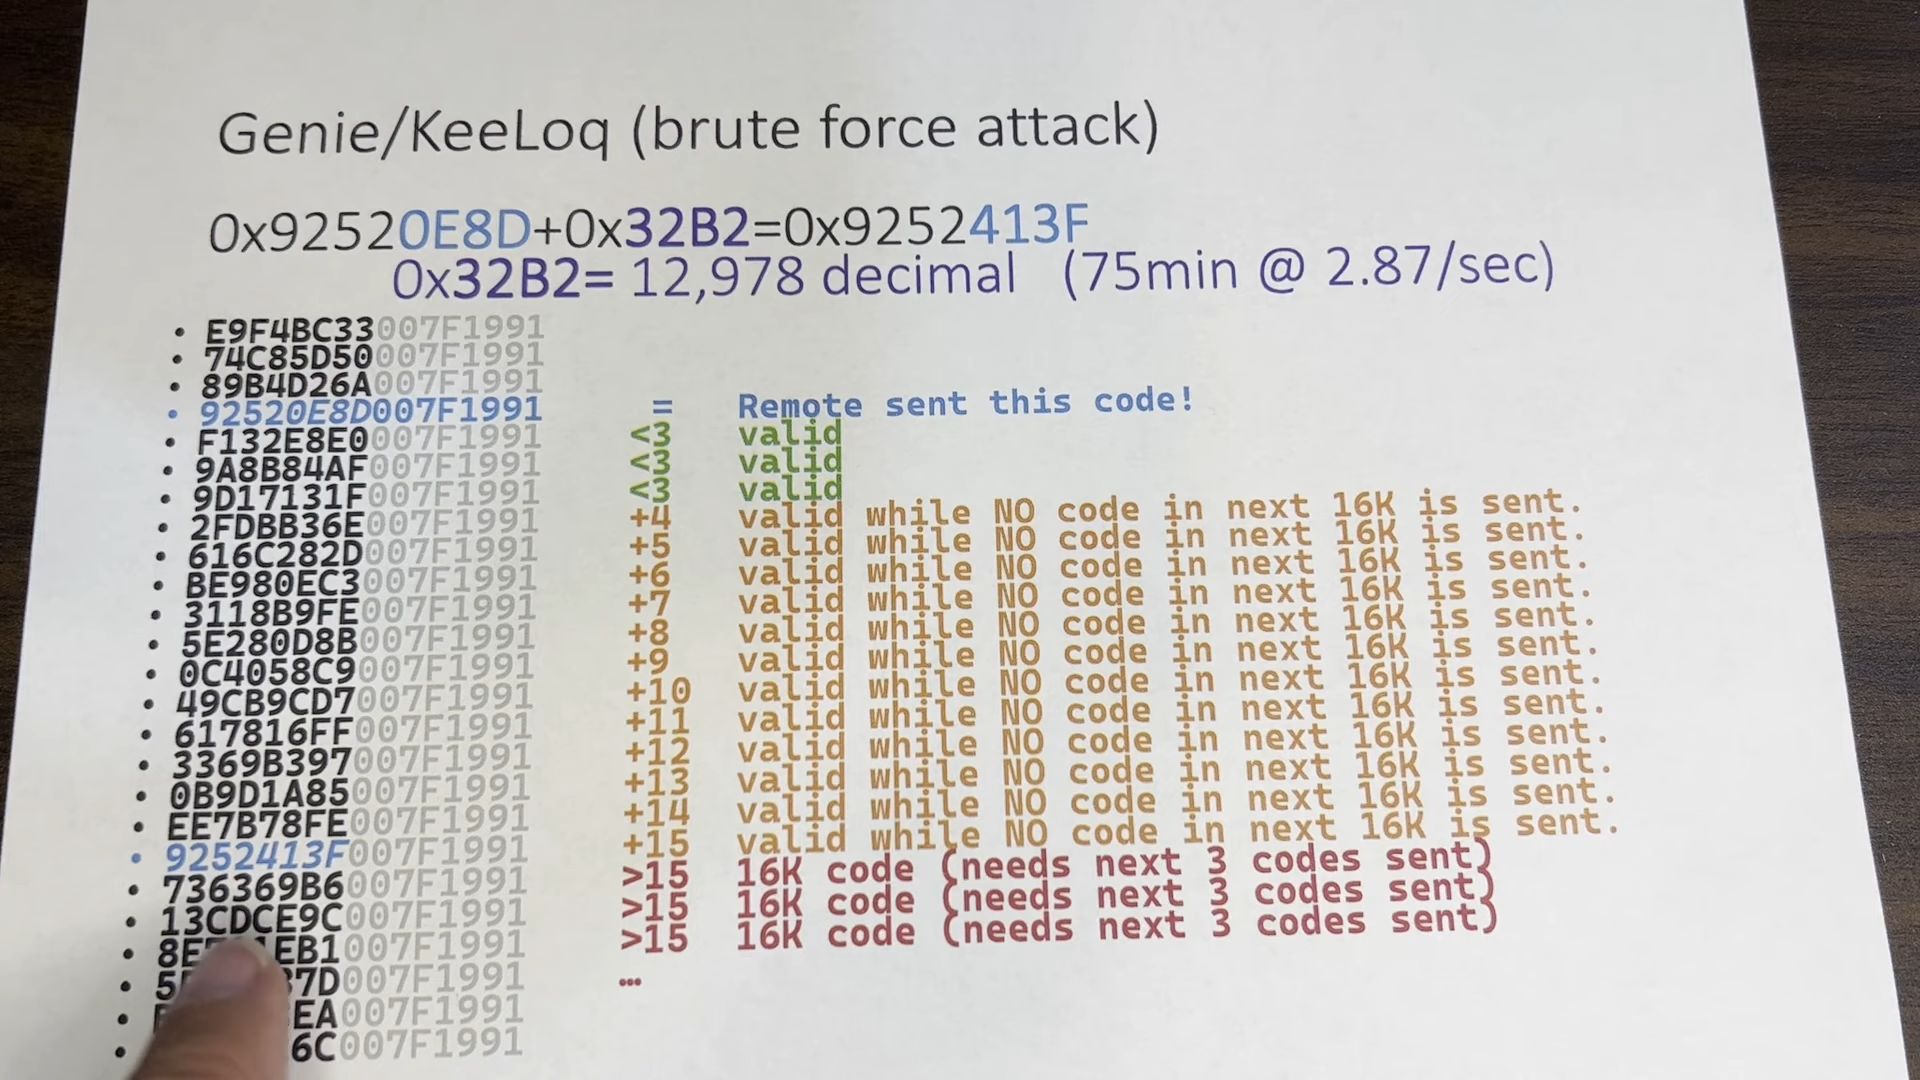 Genie/KeeLoq (brute force attack)
0x92520E8D+0x32B2=0x9252413F
0x32B2= 12,978 decimal (75min @ 2.87/sec)
• E9F4BC33007F1991
• 74C85D50007F1991
• 89B4D26A007F1991
• 92520E8D007F1991 = Remote sent this code!
• F132E8E0007F1991 <3 valid
• 9A8B84AF007F1991 <3 valid
• 9D17131F007F1991 <3 valid
• 2FDBB36E007F1991 +4 valid while NO code in next 16K is sent.
• 616C282D007F1991 +5 valid while NO code in next 16K is sent.
• BE980EC3007F1991 +6 valid while NO code in next 16K is sent.
• 3118B9FE007F1991 +7 valid while NO code in next 16K is sent.
• 5E280D8B007F1991 +8 valid while NO code in next 16K is sent.
• 0C4058C9007F1991 +9 valid while NO code in next 16K is sent.
• 49CB9CD7007F1991 +10 valid while NO code in next 16K is sent.
• 617816FF007F1991 +11 valid while NO code in next 16K is sent.
• 3369B397007F1991 +12 valid while NO code in next 16K is sent.
• 0B9D1A85007F1991 +13 valid while NO code in next 16K is sent.
• EE7B78FE007F1991 +14 valid while NO code in next 16K is sent.
• 9252413F007F1991 +15 valid while NO code in next 16K is sent.
• 736369B6007F1991 >15 16K code (needs next 3 codes sent)
• 13CDCE9C007F1991 >15 16K code (needs next 3 codes sent)
• >15 16K code (needs next 3 codes sent)
• …